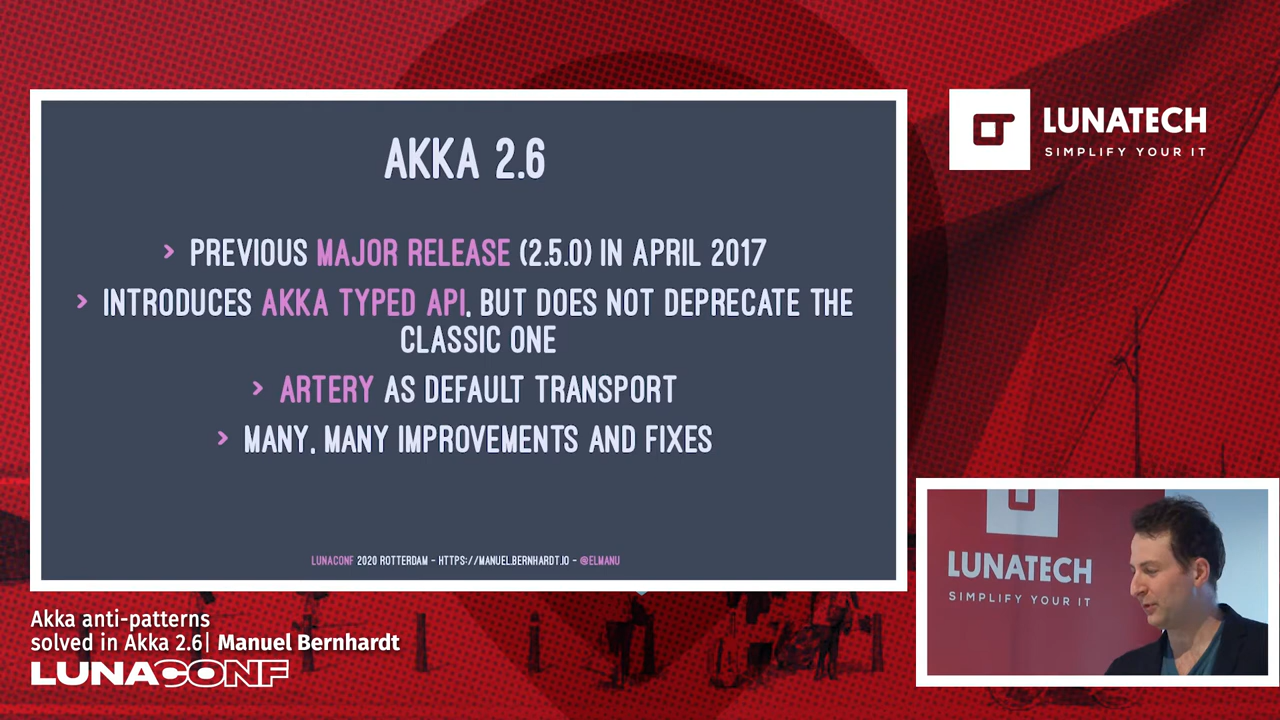 AKKA 2.6
> PREVIOUS MAJOR RELEASE (2.5.0) IN APRIL 2017
> INTRODUCES AKKA TYPED API, BUT DOES NOT DEPRECATE THE
CLASSIC ONE
> ARTERY AS DEFAULT TRANSPORT
> MANY, MANY IMPROVEMENTS AND FIXES
LUNACONF 2020 ROTTERDAM - HTTPS://MANUEL.BERNHARDT.IO - @ELMANU
LUNATECH
SIMPLIFY YOUR IT
LUNATECH
SIMPLIFY YOUR IT
Akka anti-patterns
solved in Akka 2.6| Manuel Bernhardt
LUNACONF